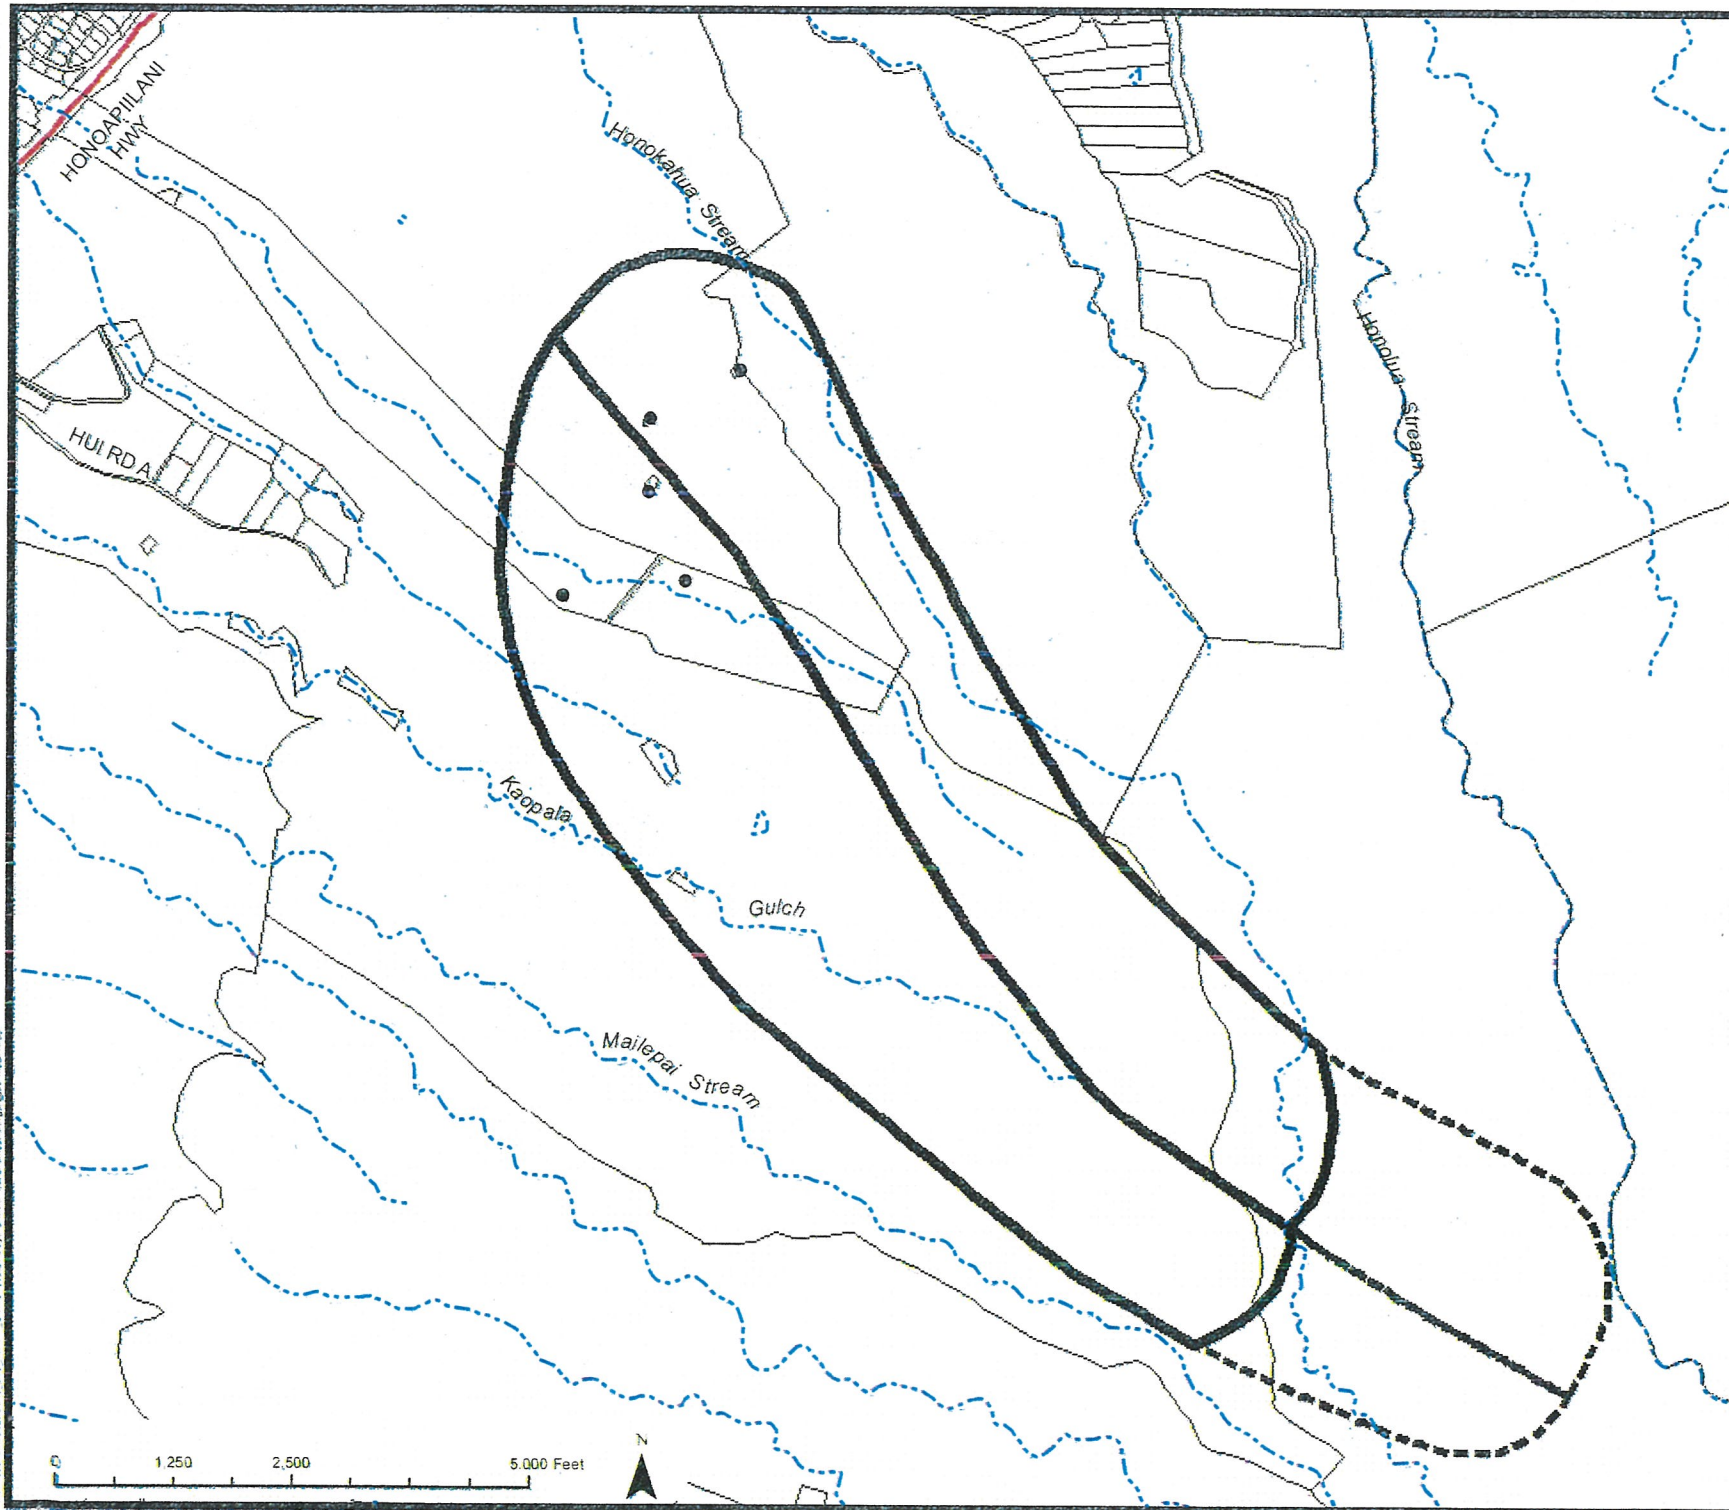 HONOAPIILANI
HWY
Honokahua Stream
Honolua Stream
HUI RD A
Kaopala
Gulch
Mailepai Stream
N
0 1,250 2,500 5,000 Feet